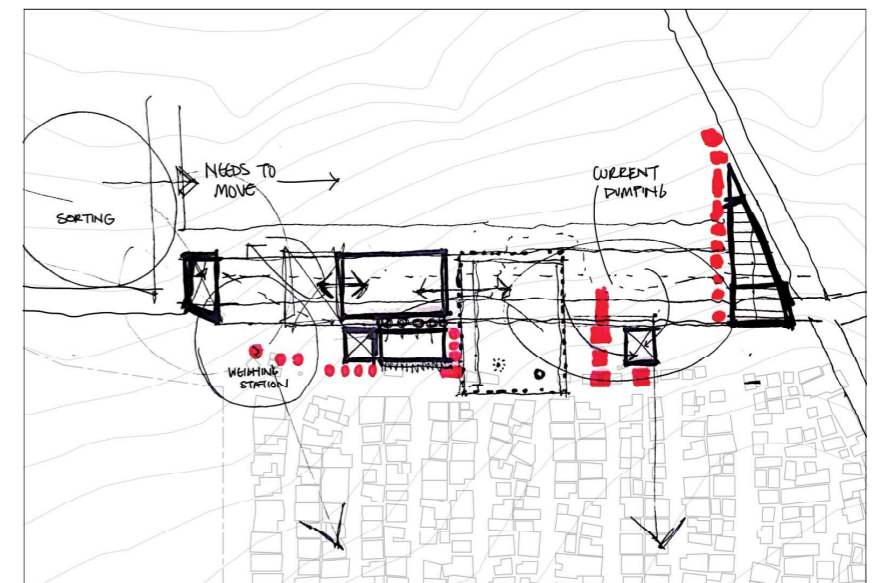 NEEDS TO
MOVE
SORTING
CURRENT
DUMPING
WEIGHING
STATION